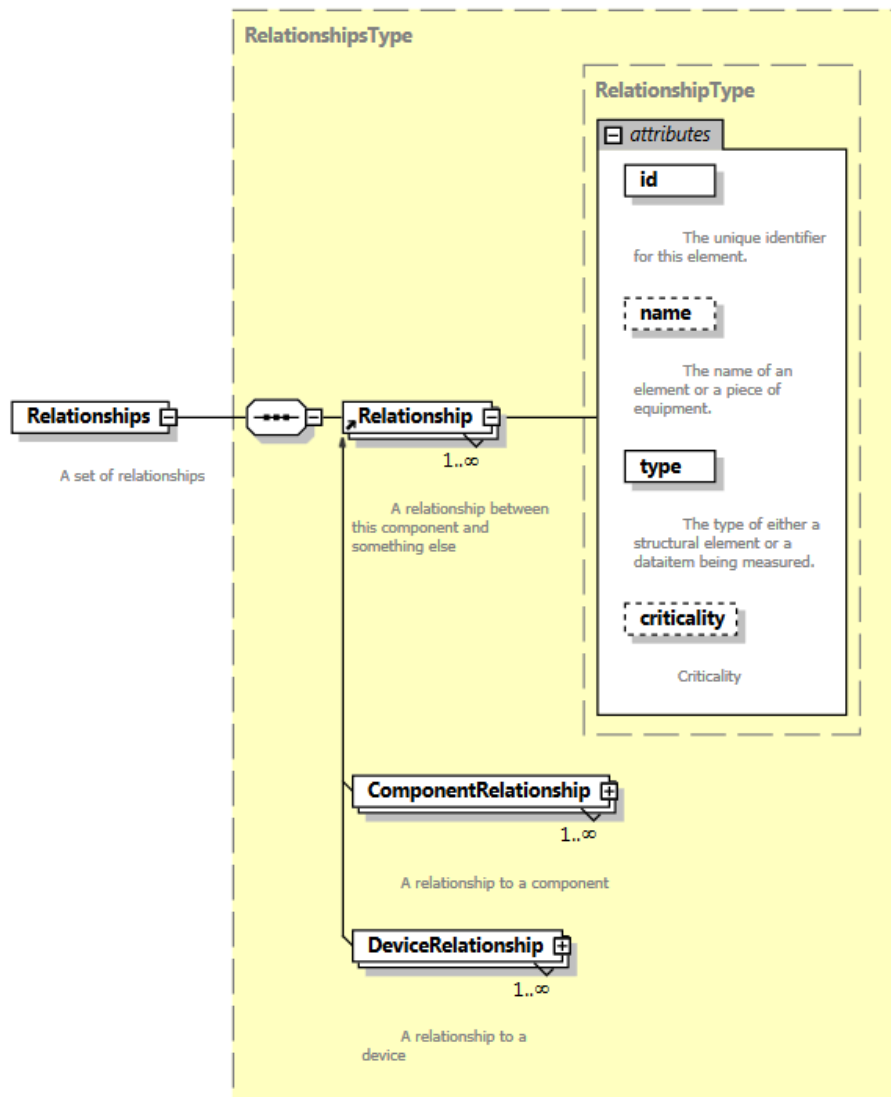 RelationshipsType
RelationshipType
attributes
id
The unique identifier
for this element.
name
The name of an
element or a piece of
equipment.
Relationships
A set of relationships
Relationship
1..∞
A relationship between
this component and
something else
type
The type of either a
structural element or a
dataitem being measured.
criticality
Criticality
ComponentRelationship
1..∞
A relationship to a component
DeviceRelationship
1..∞
A relationship to a
device